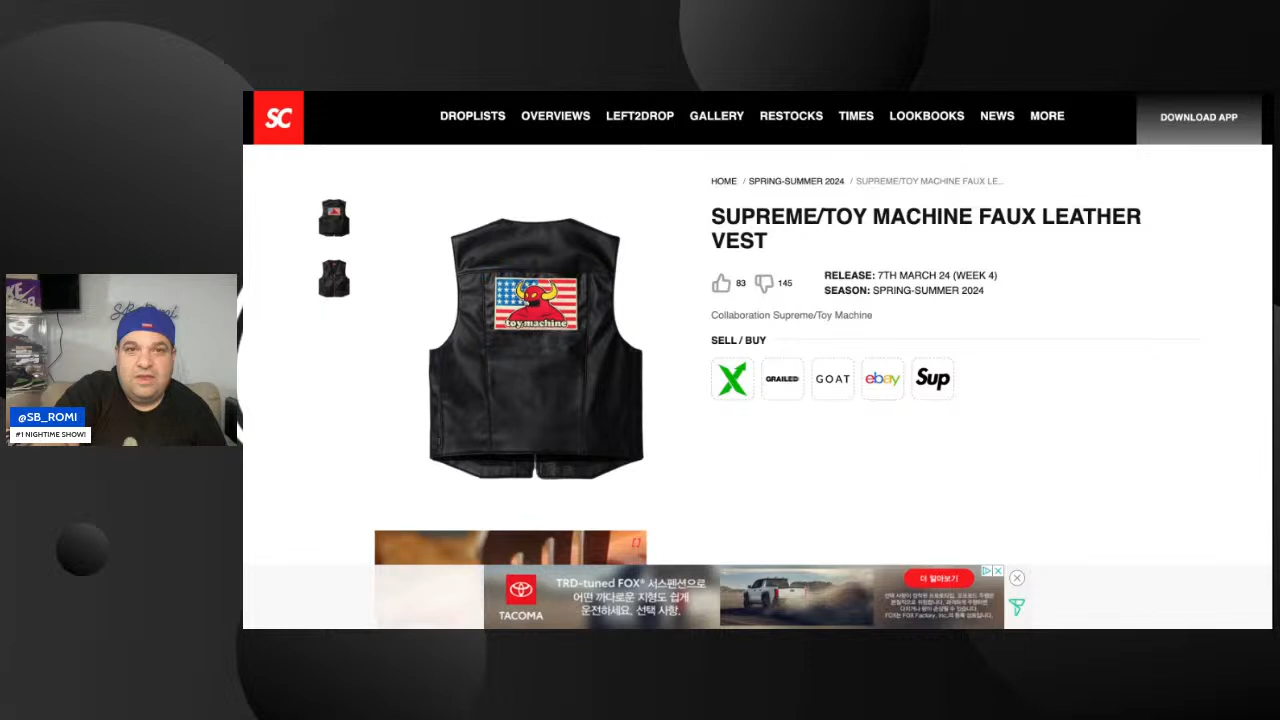 SC
DROPLISTS OVERVIEWS LEFT2DROP GALLERY RESTOCKS TIMES LOOKBOOKS NEWS MORE
DOWNLOAD APP
HOME / SPRING-SUMMER 2024 / SUPREME/TOY MACHINE FAUX LE...
SUPREME/TOY MACHINE FAUX LEATHER
VEST
83 145
RELEASE: 7TH MARCH 24 (WEEK 4)
SEASON: SPRING-SUMMER 2024
Collaboration Supreme/Toy Machine
SELL / BUY
X GRAILED GOAT ebay Sup
toy machine
@SB_ROMI
#1 NIGHTIME SHOW!
TACOMA
TRD-tuned FOX® 서스펜션으로
어떤 까다로운 지형도 쉽게
운전하세요. 선택 사항.
더 알아보기